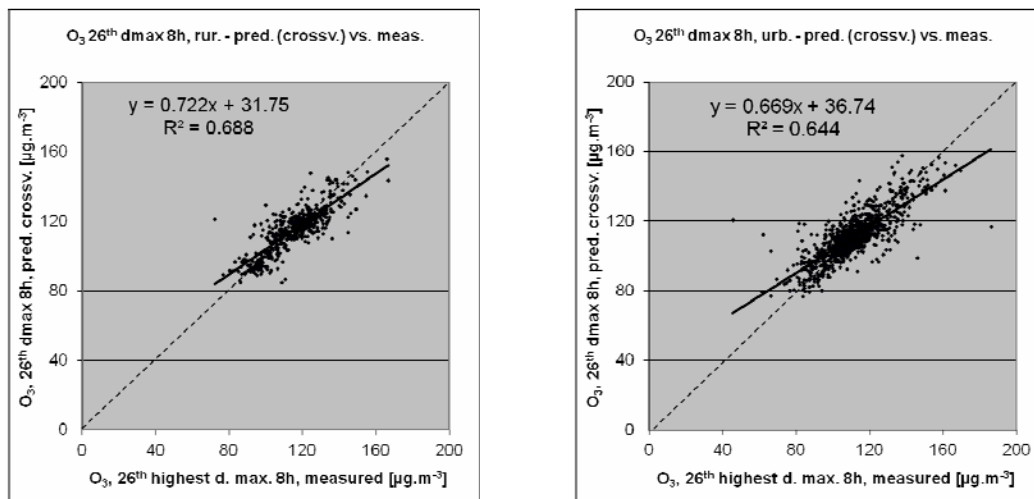 O₃ 26ᵗʰ dmax 8h, rur. - pred. (crossv.) vs. meas.
y = 0.722x + 31.75
R² = 0.688
O₃, 26ᵗʰ dmax 8h, pred. crossv. [µg.m⁻³]
200
160
120
80
40
0
0 40 80 120 160 200
O₃, 26ᵗʰ highest d. max. 8h, measured [µg.m⁻³]
O₃ 26ᵗʰ dmax 8h, urb. - pred. (crossv.) vs. meas.
y = 0.669x + 36.74
R² = 0.644
O₃, 26ᵗʰ dmax 8h, pred. crossv. [µg.m⁻³]
200
160
120
80
40
0
0 40 80 120 160 200
O₃, 26ᵗʰ highest d. max. 8h, measured [µg.m⁻³]